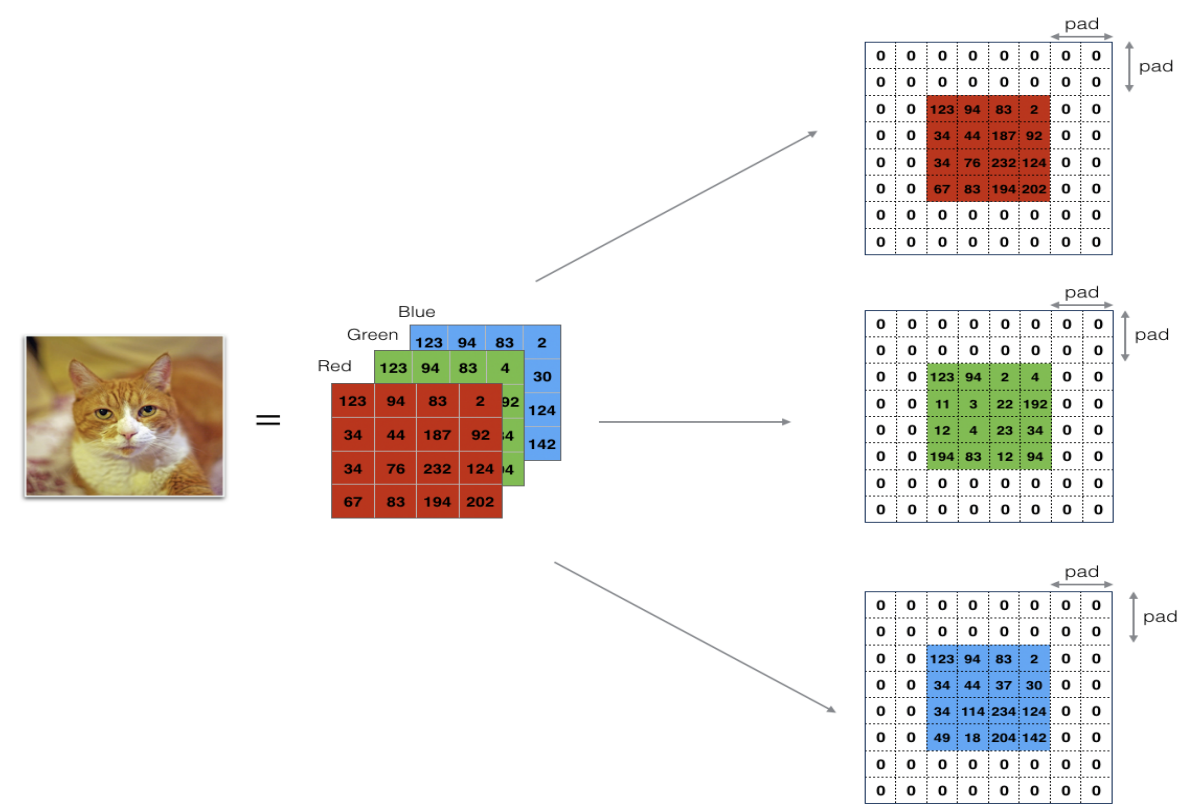 pad
0 0 0 0 0 0 0 0
pad
0 0 0 0 0 0 0 0
0 0 123 94 83 2 0 0
0 0 34 44 187 92 0 0
0 0 34 76 232 124 0 0
0 0 67 83 194 202 0 0
0 0 0 0 0 0 0 0
0 0 0 0 0 0 0 0
Blue
Green
123 94 83 2
Red
123 94 83 4
30
123 94 83 2
92
124
34 44 187 92
34
142
34 76 232 124
94
67 83 194 202
=
pad
0 0 0 0 0 0 0 0
pad
0 0 0 0 0 0 0 0
0 0 123 94 2 4 0 0
0 0 11 3 22 192 0 0
0 0 12 4 23 34 0 0
0 0 194 83 12 94 0 0
0 0 0 0 0 0 0 0
0 0 0 0 0 0 0 0
pad
0 0 0 0 0 0 0 0
pad
0 0 0 0 0 0 0 0
0 0 123 94 83 2 0 0
0 0 34 44 37 30 0 0
0 0 34 114 234 124 0 0
0 0 49 18 204 142 0 0
0 0 0 0 0 0 0 0
0 0 0 0 0 0 0 0